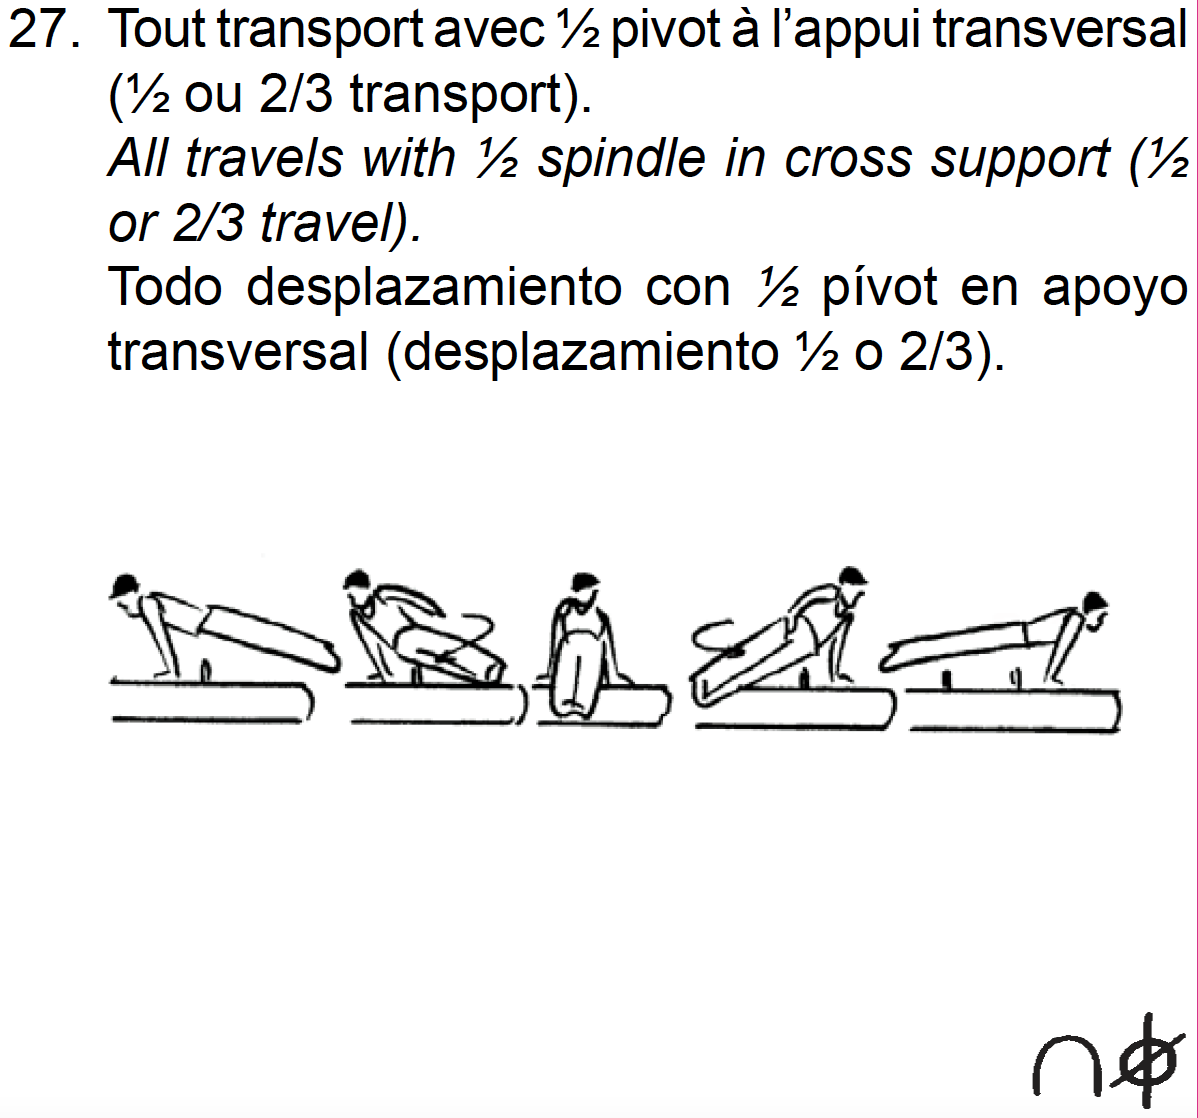 27. Tout transport avec ½ pivot à l’appui transversal
(½ ou 2/3 transport).
All travels with ½ spindle in cross support (½
or 2/3 travel).
Todo desplazamiento con ½ pívot en apoyo
transversal (desplazamiento ½ o 2/3).